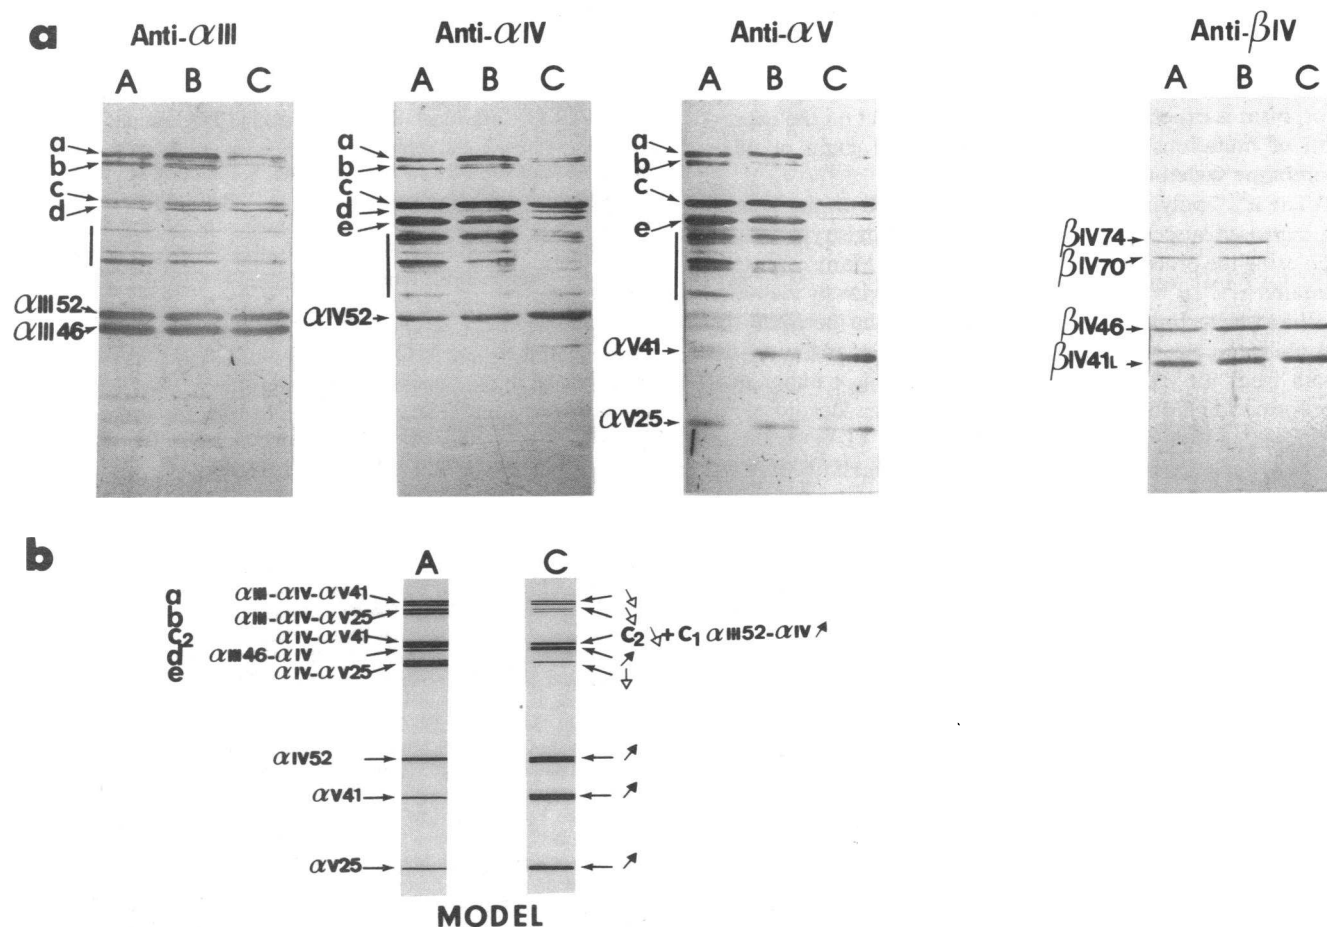 a
Anti-αIII Anti-αIV Anti-αV Anti-βIV
A B C A B C A B C A B C
a a a
b b b
c c c
d d
e e
βIV74
βIV70
αIII52
αIII46
αIV52
βIV46
αV41
βIV41L
αV25
b
A C
a αIII-αIV-αV41
b αIII-αIV-αV25
c2 αIV-αV41 c2 + c1 αIII52-αIV
d αIII46-αIV
e αIV-αV25
αIV52
αV41
αV25
MODEL